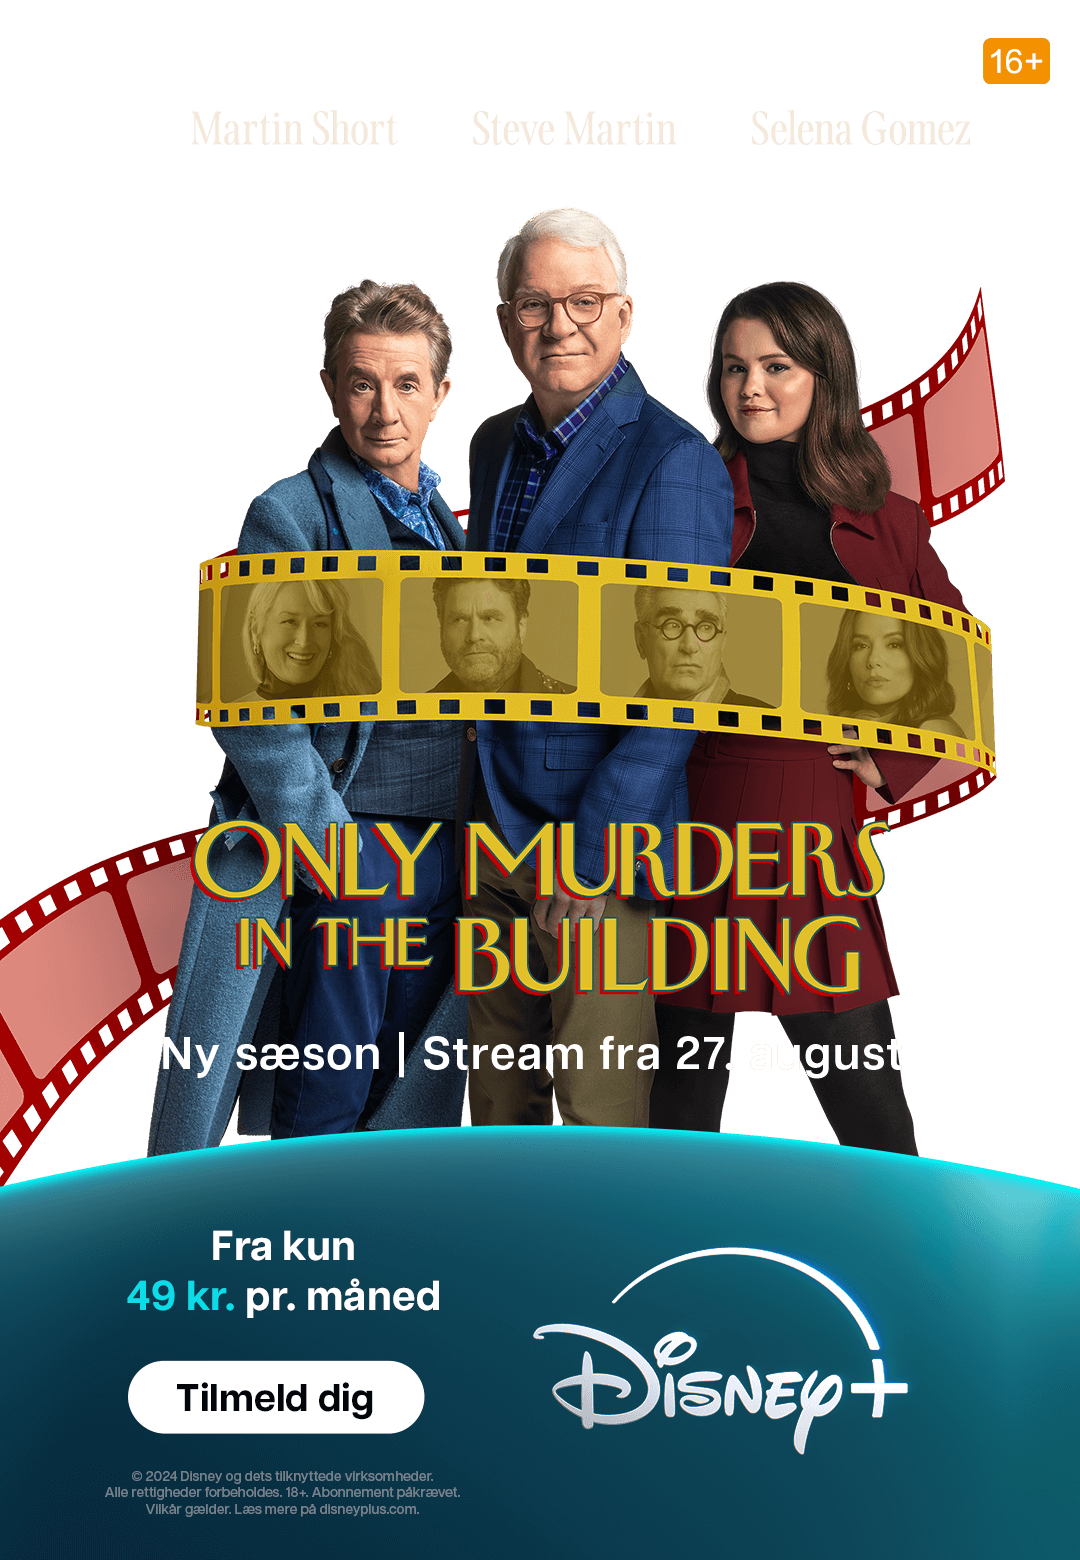 16+
Martin Short Steve Martin Selena Gomez
ONLY MURDERS
IN THE BUILDING
Ny sæson | Stream fra 27. august
Fra kun
49 kr. pr. måned
Tilmeld dig
Disney+
© 2024 Disney og dets tilknyttede virksomheder.
Alle rettigheder forbeholdes. 18+. Abonnement påkrævet.
Vilkår gælder. Læs mere på disneyplus.com.